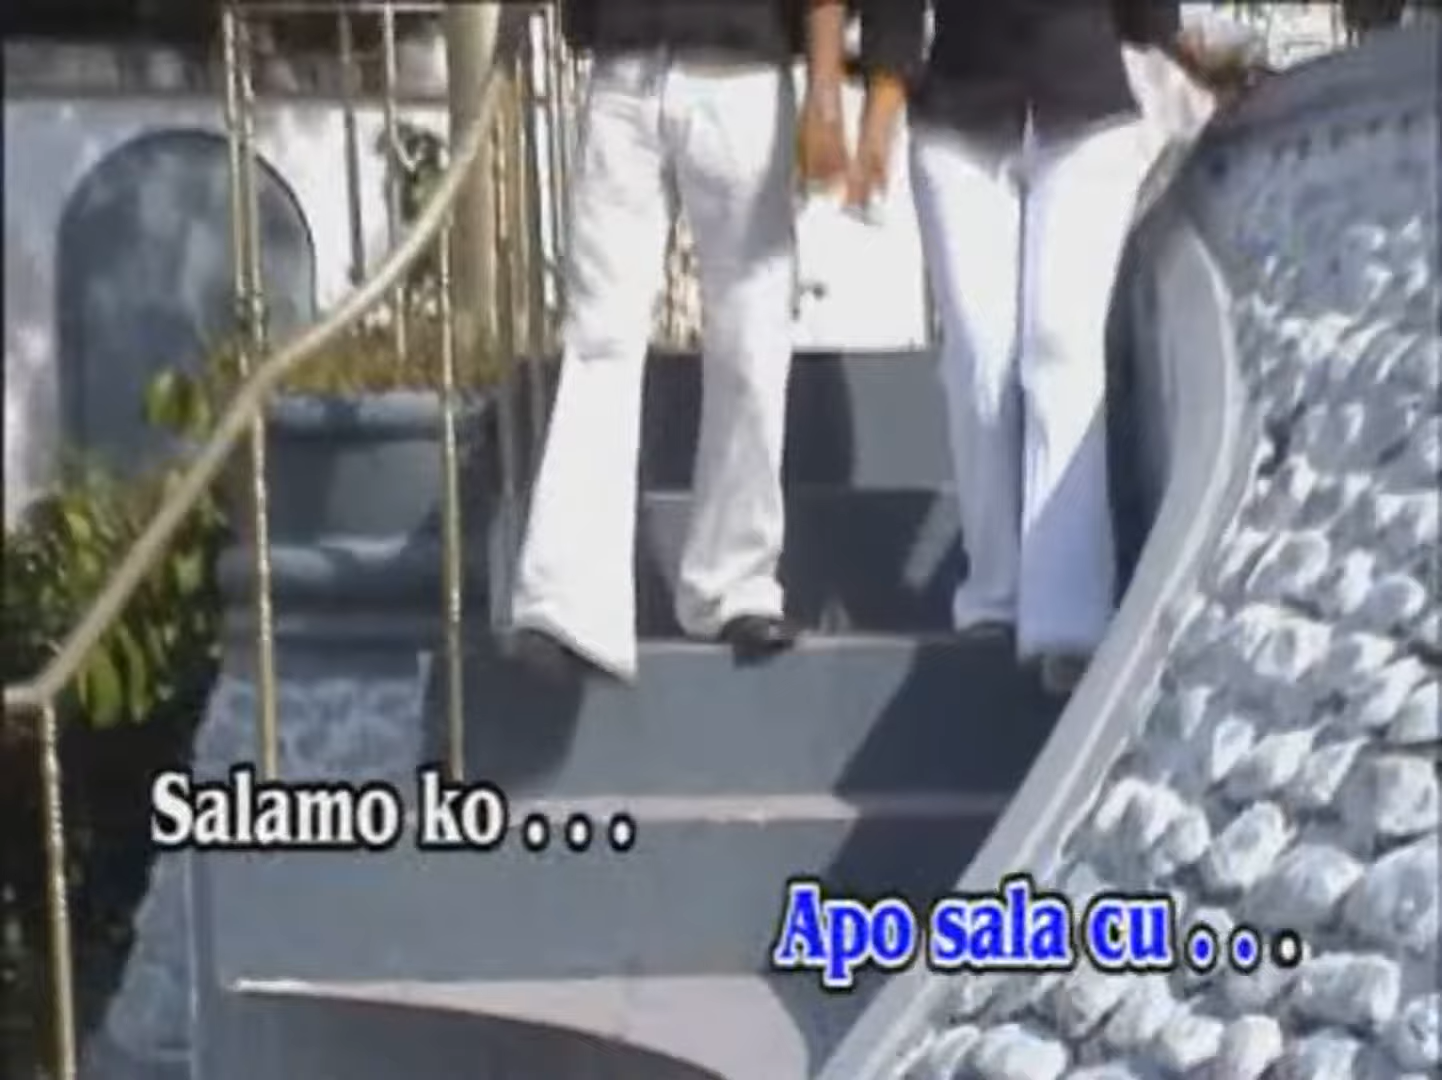 Salamo ko . . .
Apo sala cu . . .